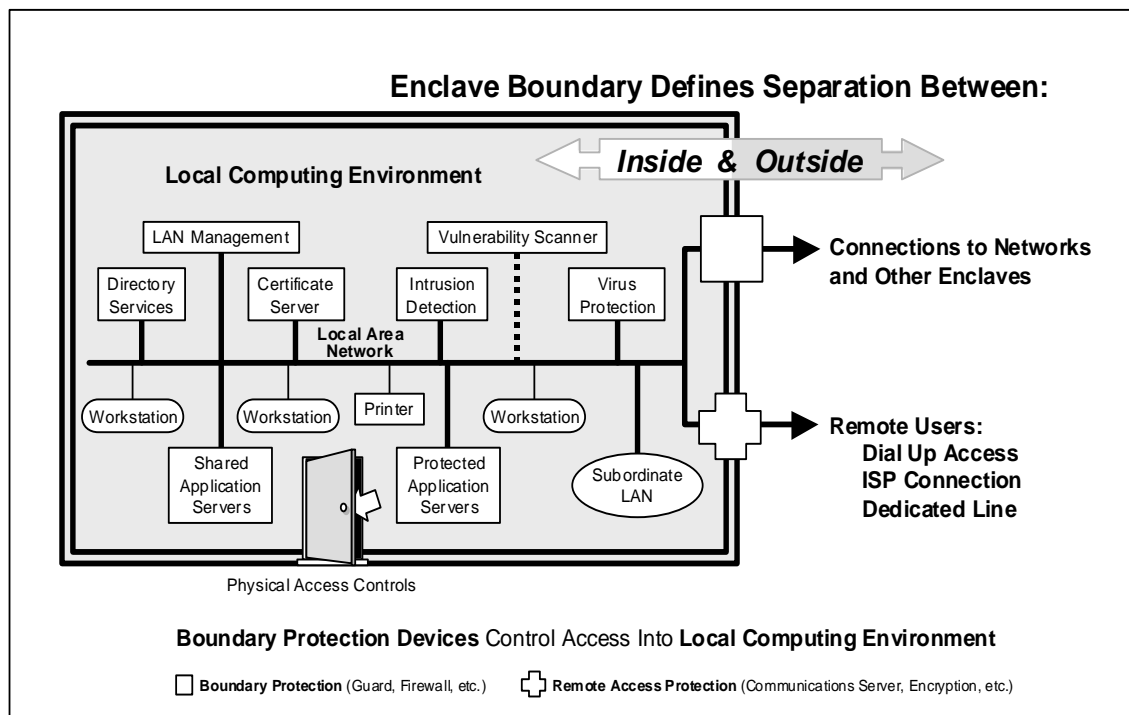 Enclave Boundary Defines Separation Between:
Inside & Outside
Local Computing Environment
LAN Management
Vulnerability Scanner
Directory
Services
Certificate
Server
Intrusion
Detection
Virus
Protection
Connections to Networks
and Other Enclaves
Local Area
Network
Workstation
Workstation
Printer
Workstation
Shared
Application
Servers
Protected
Application
Servers
Subordinate
LAN
Remote Users:
Dial Up Access
ISP Connection
Dedicated Line
Physical Access Controls
Boundary Protection Devices Control Access Into Local Computing Environment
Boundary Protection (Guard, Firewall, etc.)
Remote Access Protection (Communications Server, Encryption, etc.)